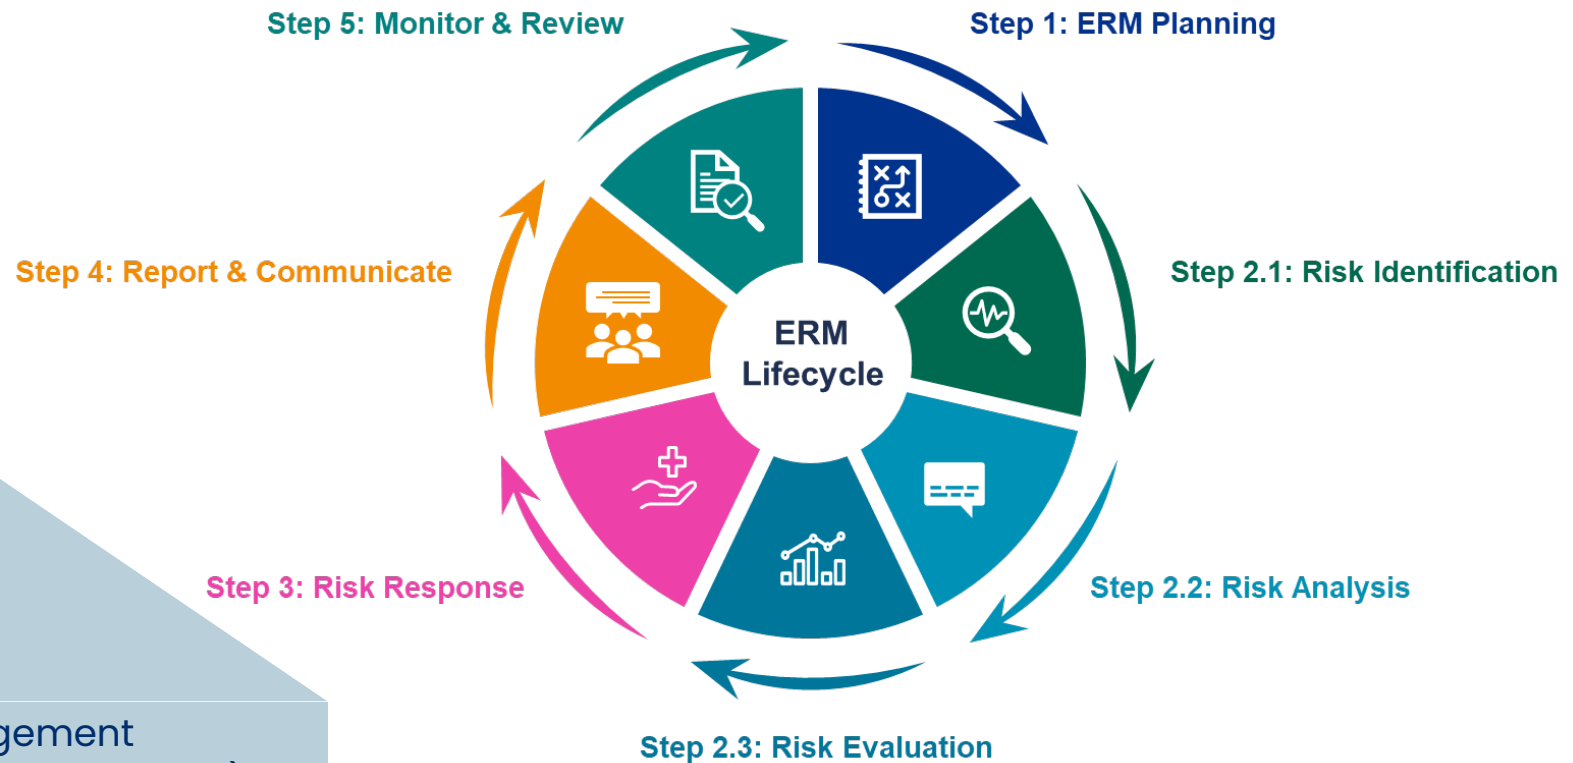 Step 5: Monitor & Review
Step 1: ERM Planning
Step 4: Report & Communicate
Step 2.1: Risk Identification
ERM
Lifecycle
Step 3: Risk Response
Step 2.2: Risk Analysis
gement
Step 2.3: Risk Evaluation